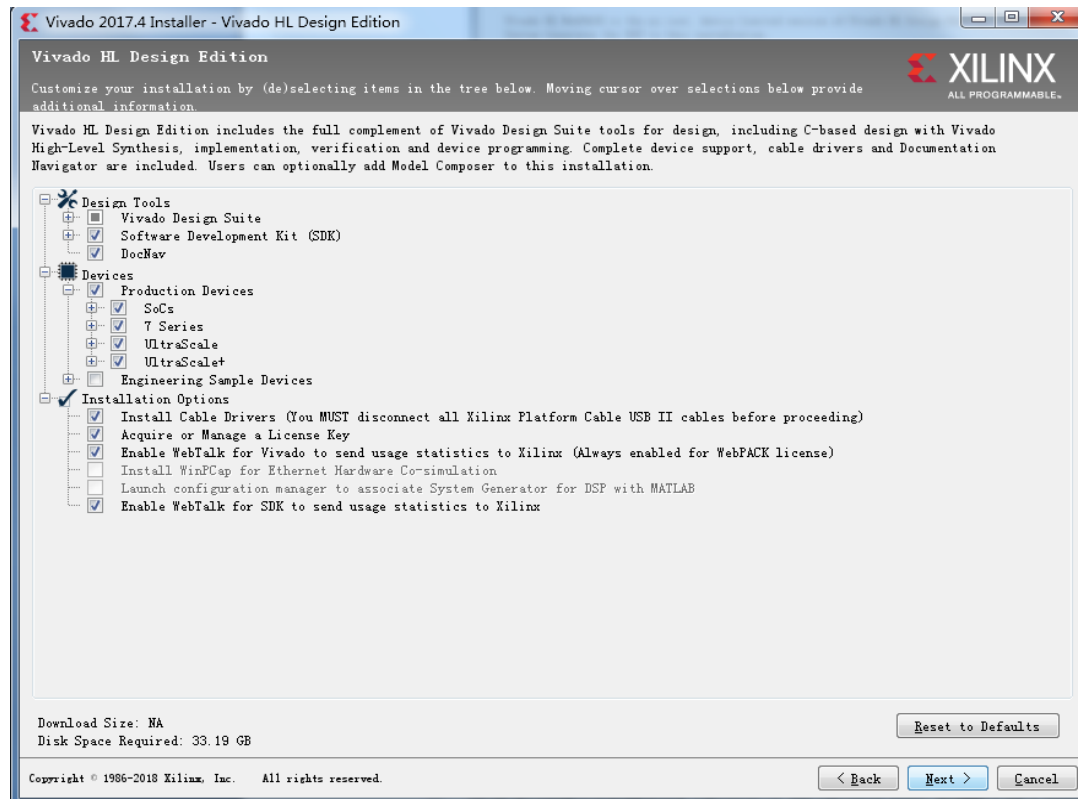 Vivado 2017.4 Installer - Vivado HL Design Edition
Vivado HL Design Edition
Customize your installation by (de)selecting items in the tree below. Moving cursor over selections below provide
additional information.
XILINX
ALL PROGRAMMABLE.
Vivado HL Design Edition includes the full complement of Vivado Design Suite tools for design, including C-based design with Vivado
High-Level Synthesis, implementation, verification and device programming. Complete device support, cable drivers and Documentation
Navigator are included. Users can optionally add Model Composer to this installation.
Design Tools
Vivado Design Suite
Software Development Kit (SDK)
DocNav
Devices
Production Devices
SoCs
7 Series
UltraScale
UltraScale+
Engineering Sample Devices
Installation Options
Install Cable Drivers (You MUST disconnect all Xilinx Platform Cable USB II cables before proceeding)
Acquire or Manage a License Key
Enable WebTalk for Vivado to send usage statistics to Xilinx (Always enabled for WebPACK license)
Install WinPCap for Ethernet Hardware Co-simulation
Launch configuration manager to associate System Generator for DSP with MATLAB
Enable WebTalk for SDK to send usage statistics to Xilinx
Download Size: NA
Disk Space Required: 33.19 GB
Reset to Defaults
Copyright © 1986-2018 Xilinx, Inc. All rights reserved.
< Back
Next >
Cancel